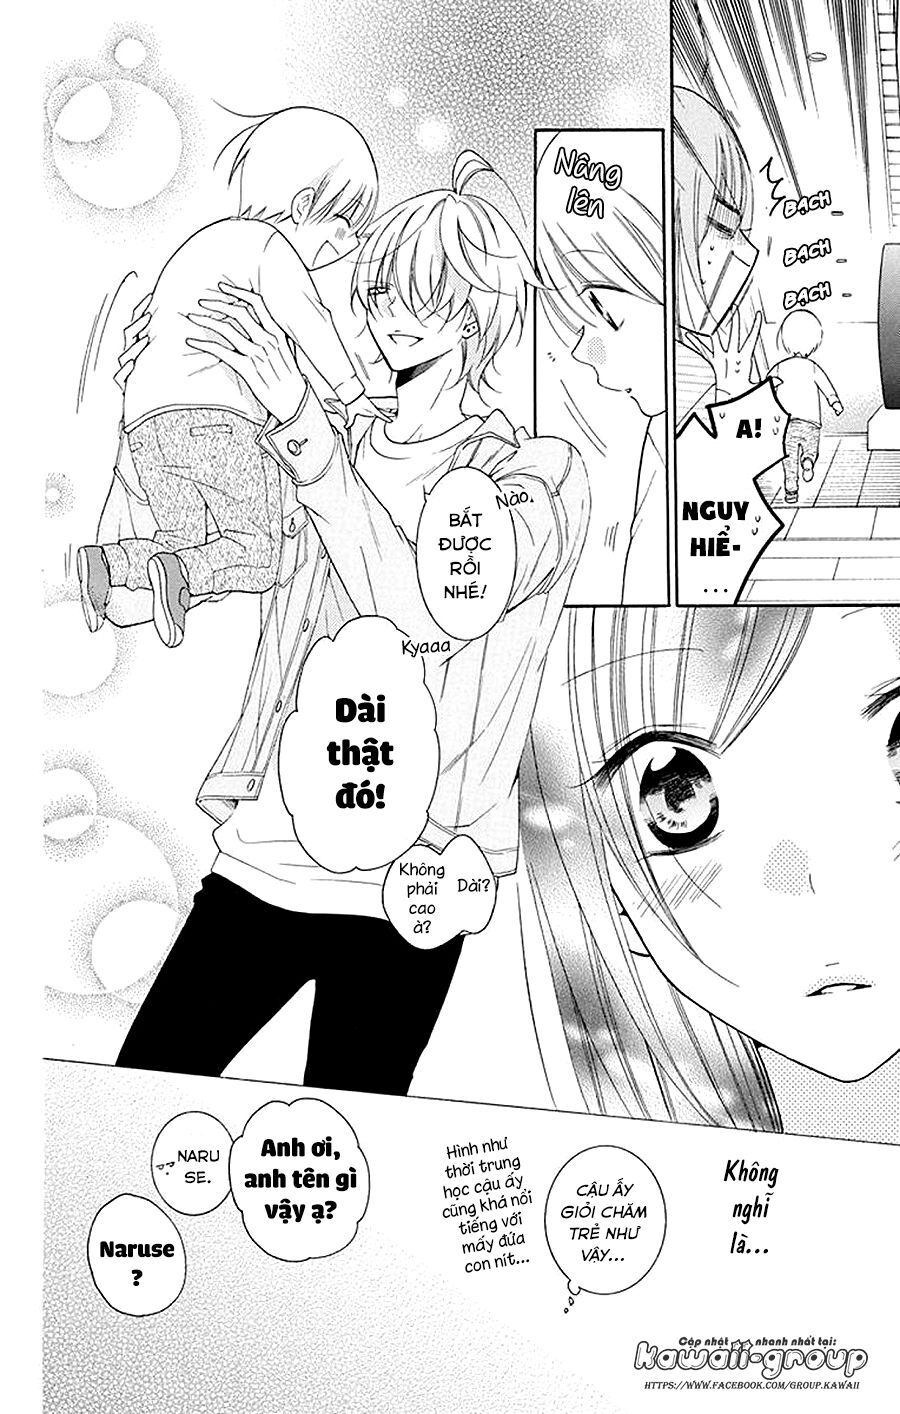 BẠCH
BẠCH
BẠCH
A!
NGUY
HIỂ-
...
Nâng
lên
Nào.
BẮT
ĐƯỢC
RỒI
NHÉ!
Kyaaa
Dài
thật
đó!
Dài?
Không
phải
cao
à?
Không
nghĩ
là...
CẬU ẤY
GIỎI CHĂM
TRẺ NHƯ
VẬY...
Hình như
thời trung
học cậu ấy
cũng khá nổi
tiếng với
mấy đứa
con nít...
Anh ơi,
anh tên gì
vậy ạ?
NARU
SE.
Naruse
?
Cập nhật nhanh nhất tại:
kawaii-group
HTTPS://WWW.FACEBOOK.COM/GROUP.KAWAII